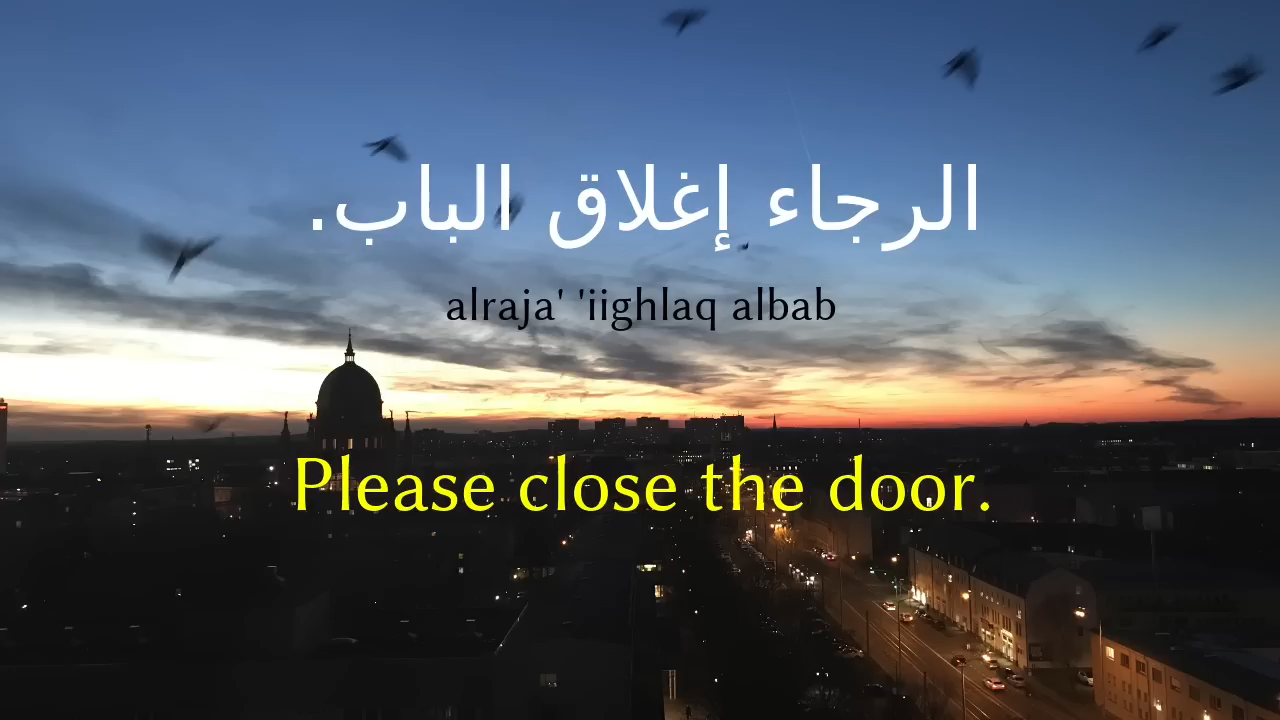 الرجاء إغلاق الباب.
alraja' 'iighlaq albab
Please close the door.